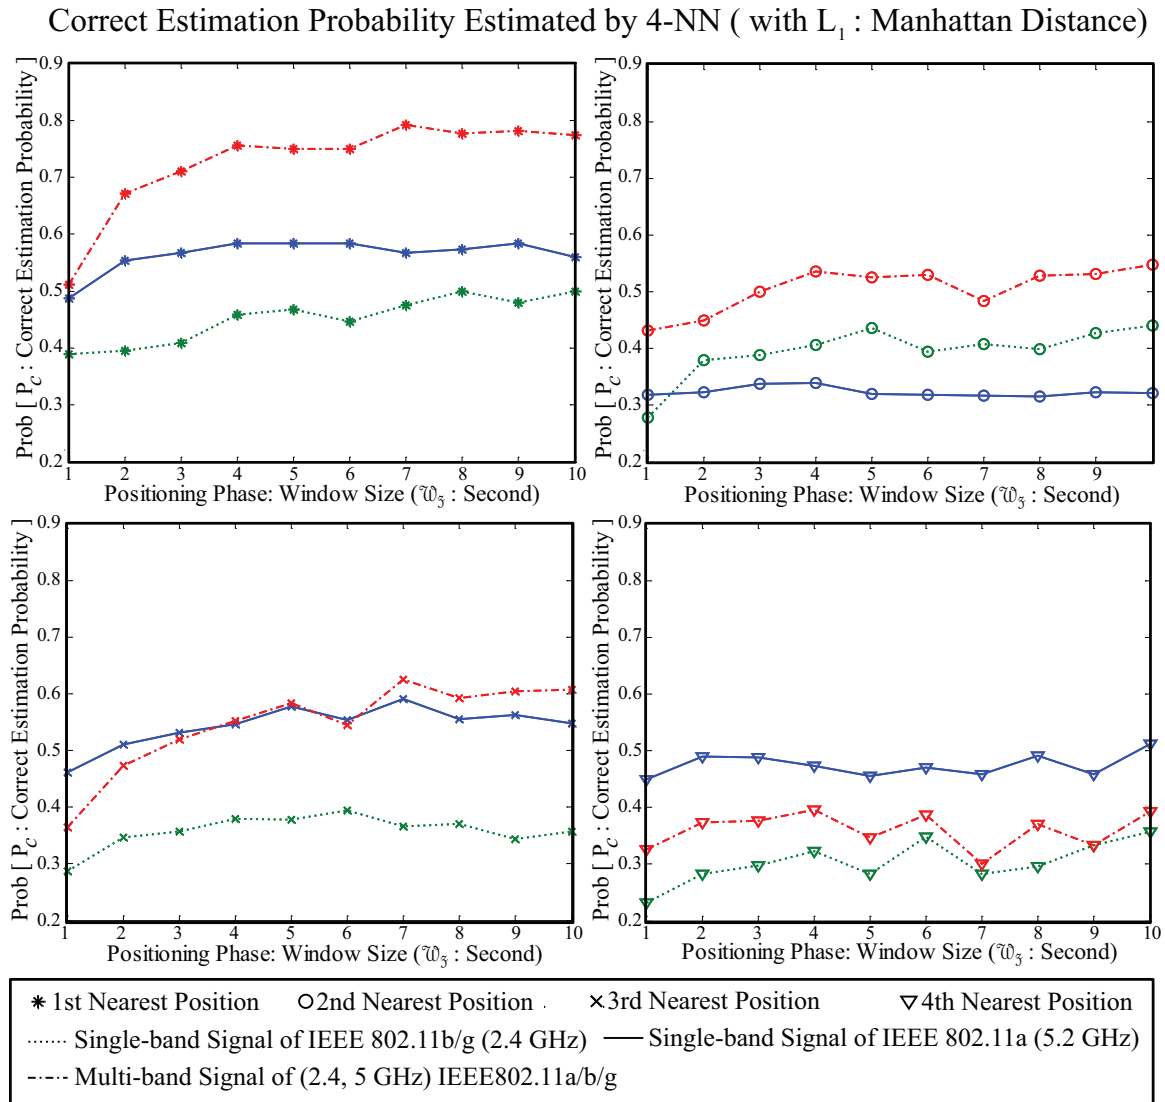 Correct Estimation Probability Estimated by 4-NN ( with L₁ : Manhattan Distance)
Prob [ P_C : Correct Estimation Probability ]
0.9
0.8
0.7
0.6
0.5
0.4
0.3
0.2
1 2 3 4 5 6 7 8 9 10
Positioning Phase: Window Size (𝔚_𝔷 : Second)
Prob [ P_C : Correct Estimation Probability ]
0.9
0.8
0.7
0.6
0.5
0.4
0.3
0.2
1 2 3 4 5 6 7 8 9
Positioning Phase: Window Size (𝔚_𝔷 : Second)
Prob [ P_C : Correct Estimation Probability ]
0.9
0.8
0.7
0.6
0.5
0.4
0.3
0.2
1 2 3 4 5 6 7 8 9 10
Positioning Phase: Window Size (𝔚_𝔷 : Second)
Prob [ P_C : Correct Estimation Probability ]
0.9
0.8
0.7
0.6
0.5
0.4
0.3
0.2
1 2 3 4 5 6 7 8 9 10
Positioning Phase: Window Size (𝔚_𝔷 : Second)
1st Nearest Position 2nd Nearest Position 3rd Nearest Position 4th Nearest Position
Single-band Signal of IEEE 802.11b/g (2.4 GHz) Single-band Signal of IEEE 802.11a (5.2 GHz)
Multi-band Signal of (2.4, 5 GHz) IEEE802.11a/b/g